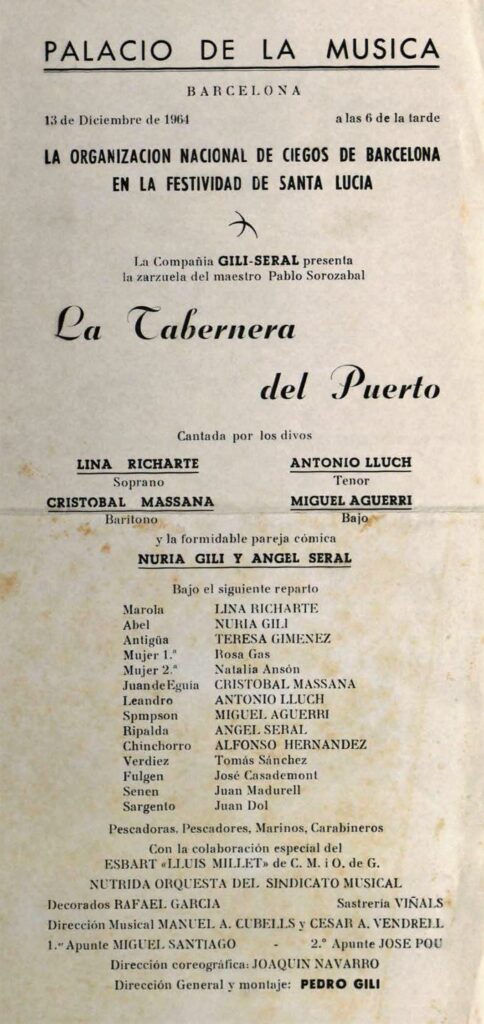 PALACIO DE LA MUSICA
BARCELONA
13 de Diciembre de 1964 a las 6 de la tarde
LA ORGANIZACION NACIONAL DE CIEGOS DE BARCELONA
EN LA FESTIVIDAD DE SANTA LUCIA
La Compañia GILI-SERAL presenta
la zarzuela del maestro Pablo Sorozabal
La Tabernera
del Puerto
Cantada por los divos
LINA RICHARTE ANTONIO LLUCH
Soprano Tenor
CRISTOBAL MASSANA MIGUEL AGUERRI
Barítono Bajo
y la formidable pareja cómica
NURIA GILI Y ANGEL SERAL
Bajo el siguiente reparto
Marola LINA RICHARTE
Abel NURIA GILI
Antigüa TERESA GIMENEZ
Mujer 1.ª Rosa Gas
Mujer 2.ª Natalia Ansón
Juan de Eguia CRISTOBAL MASSANA
Leandro ANTONIO LLUCH
Spmpson MIGUEL AGUERRI
Ripalda ANGEL SERAL
Chinchorro ALFONSO HERNANDEZ
Verdiez Tomás Sánchez
Fulgen José Casademont
Senen Juan Madurell
Sargento Juan Dol
Pescadoras, Pescadores, Marinos, Carabineros
Con la colaboración especial del
ESBART «LLUIS MILLET» de C. M. i O. de G.
NUTRIDA ORQUESTA DEL SINDICATO MUSICAL
Decorados RAFAEL GARCIA Sastrería VIÑALS
Dirección Musical MANUEL A. CUBELLS y CESAR A. VENDRELL
1.er Apunte MIGUEL SANTIAGO - 2.º Apunte JOSE POU
Dirección coreográfica: JOAQUIN NAVARRO
Dirección General y montaje: PEDRO GILI